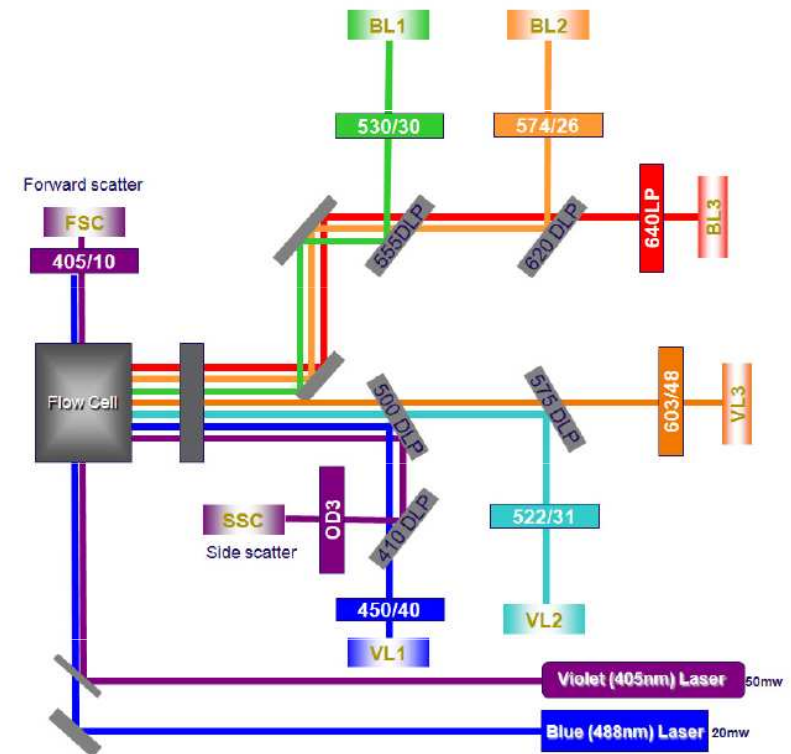 BL1
BL2
530/30
574/26
Forward scatter
FSC
405/10
555DLP
620 DLP
640LP
BL3
Flow Cell
500 DLP
575 DLP
603/48
VL3
SSC
Side scatter
OD3
410 DLP
522/31
450/40
VL1
VL2
Violet (405nm) Laser
50mw
Blue (488nm) Laser
20mw